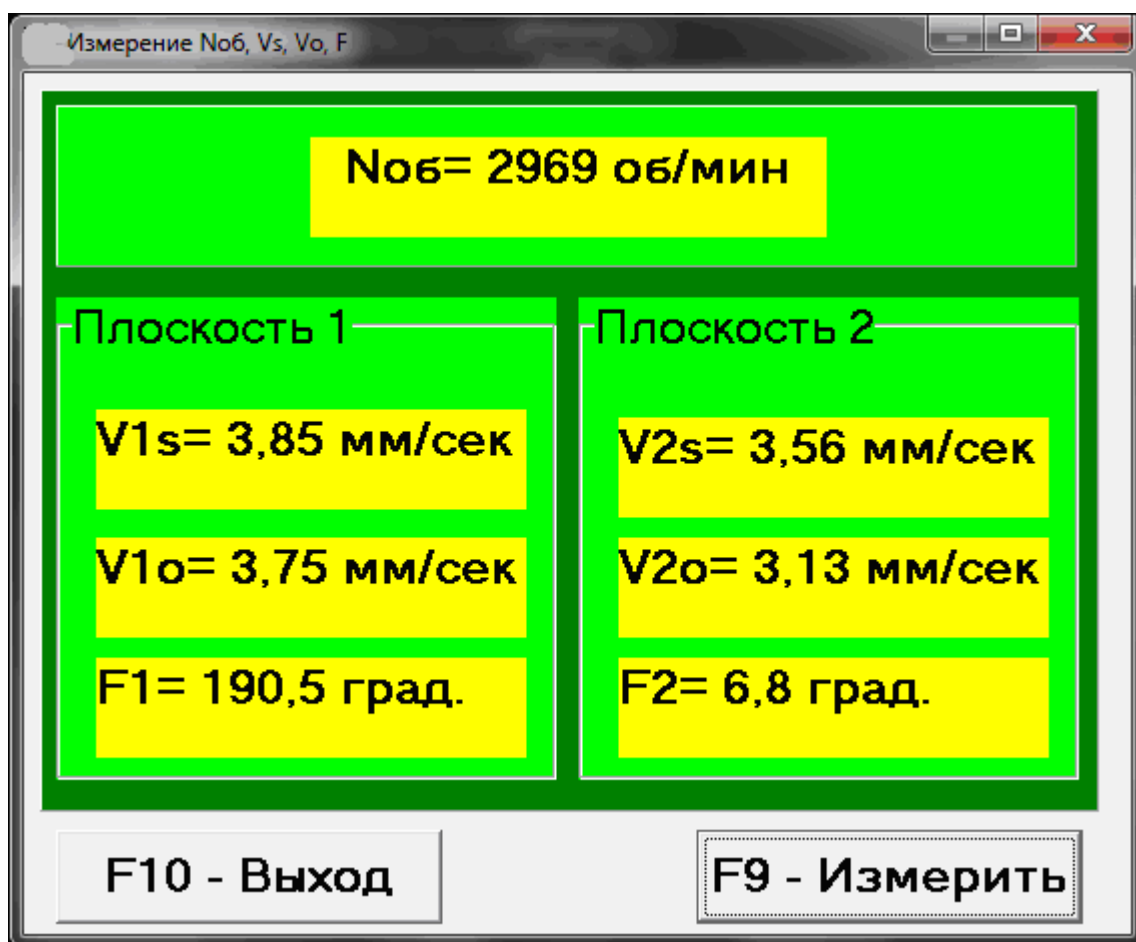 - Измерение Nоб, Vs, Vo, F
Nоб= 2969 об/мин
Плоскость 1
V1s= 3,85 мм/сек
V1o= 3,75 мм/сек
F1= 190,5 град.
Плоскость 2
V2s= 3,56 мм/сек
V2o= 3,13 мм/сек
F2= 6,8 град.
F10 - Выход
F9 - Измерить